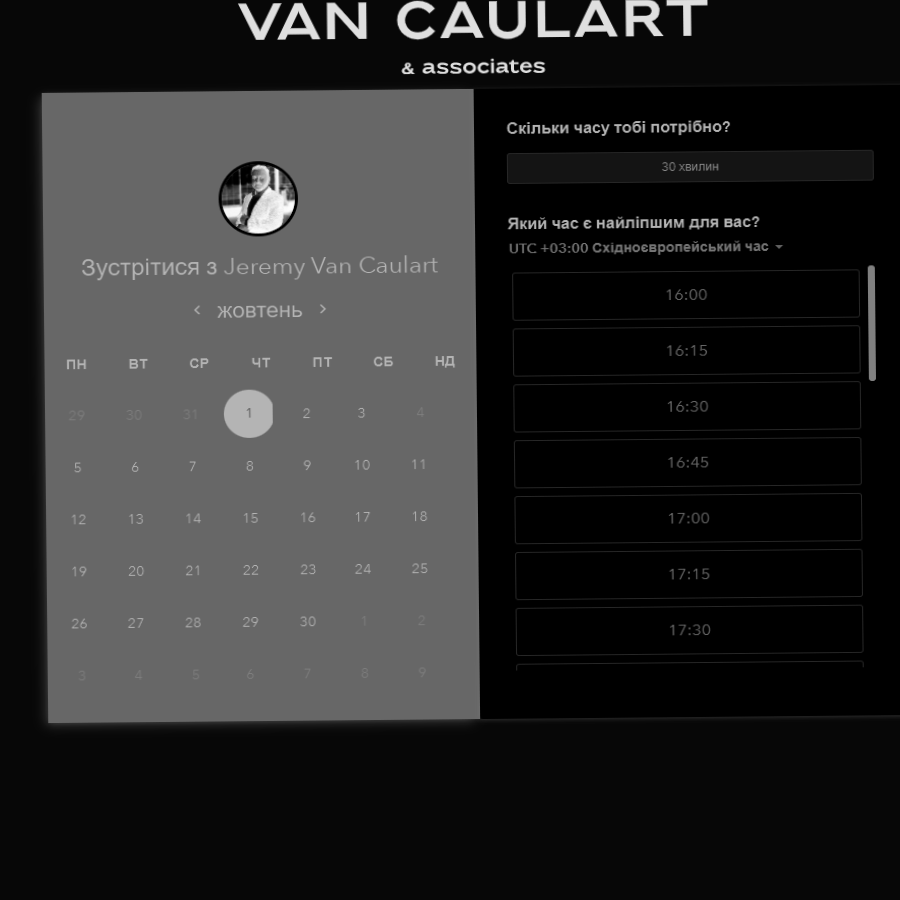 VAN CAULART
& associates
Зустрітися з Jeremy Van Caulart
жовтень
ПН ВТ СР ЧТ ПТ СБ НД
29 30 31 1 2 3 4
5 6 7 8 9 10 11
12 13 14 15 16 17 18
19 20 21 22 23 24 25
26 27 28 29 30 1 2
3 4 5 6 7 8 9
Скільки часу тобі потрібно?
30 хвилин
Який час є найліпшим для вас?
UTC +03:00 Східноєвропейський час
16:00
16:15
16:30
16:45
17:00
17:15
17:30